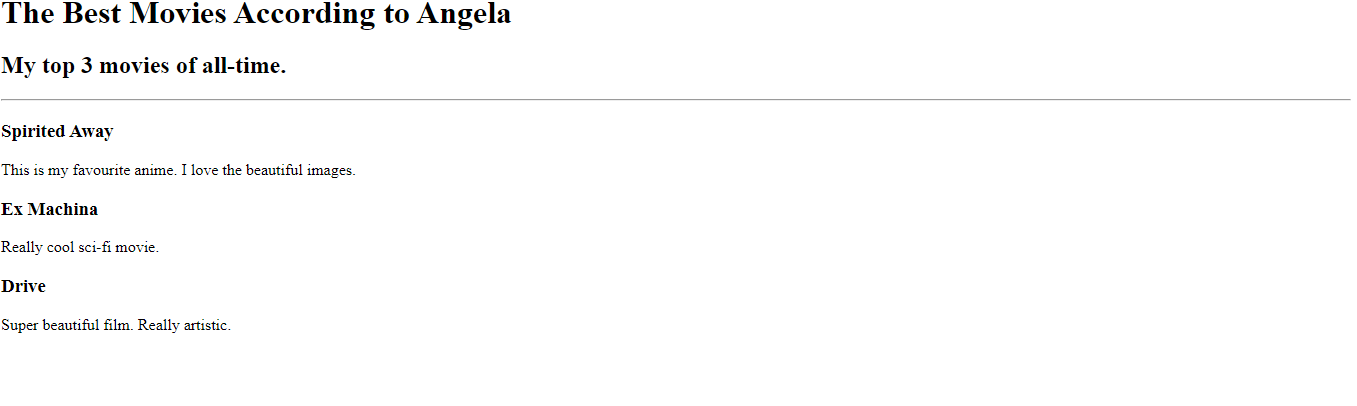 The Best Movies According to Angela
My top 3 movies of all-time.
Spirited Away
This is my favourite anime. I love the beautiful images.
Ex Machina
Really cool sci-fi movie.
Drive
Super beautiful film. Really artistic.